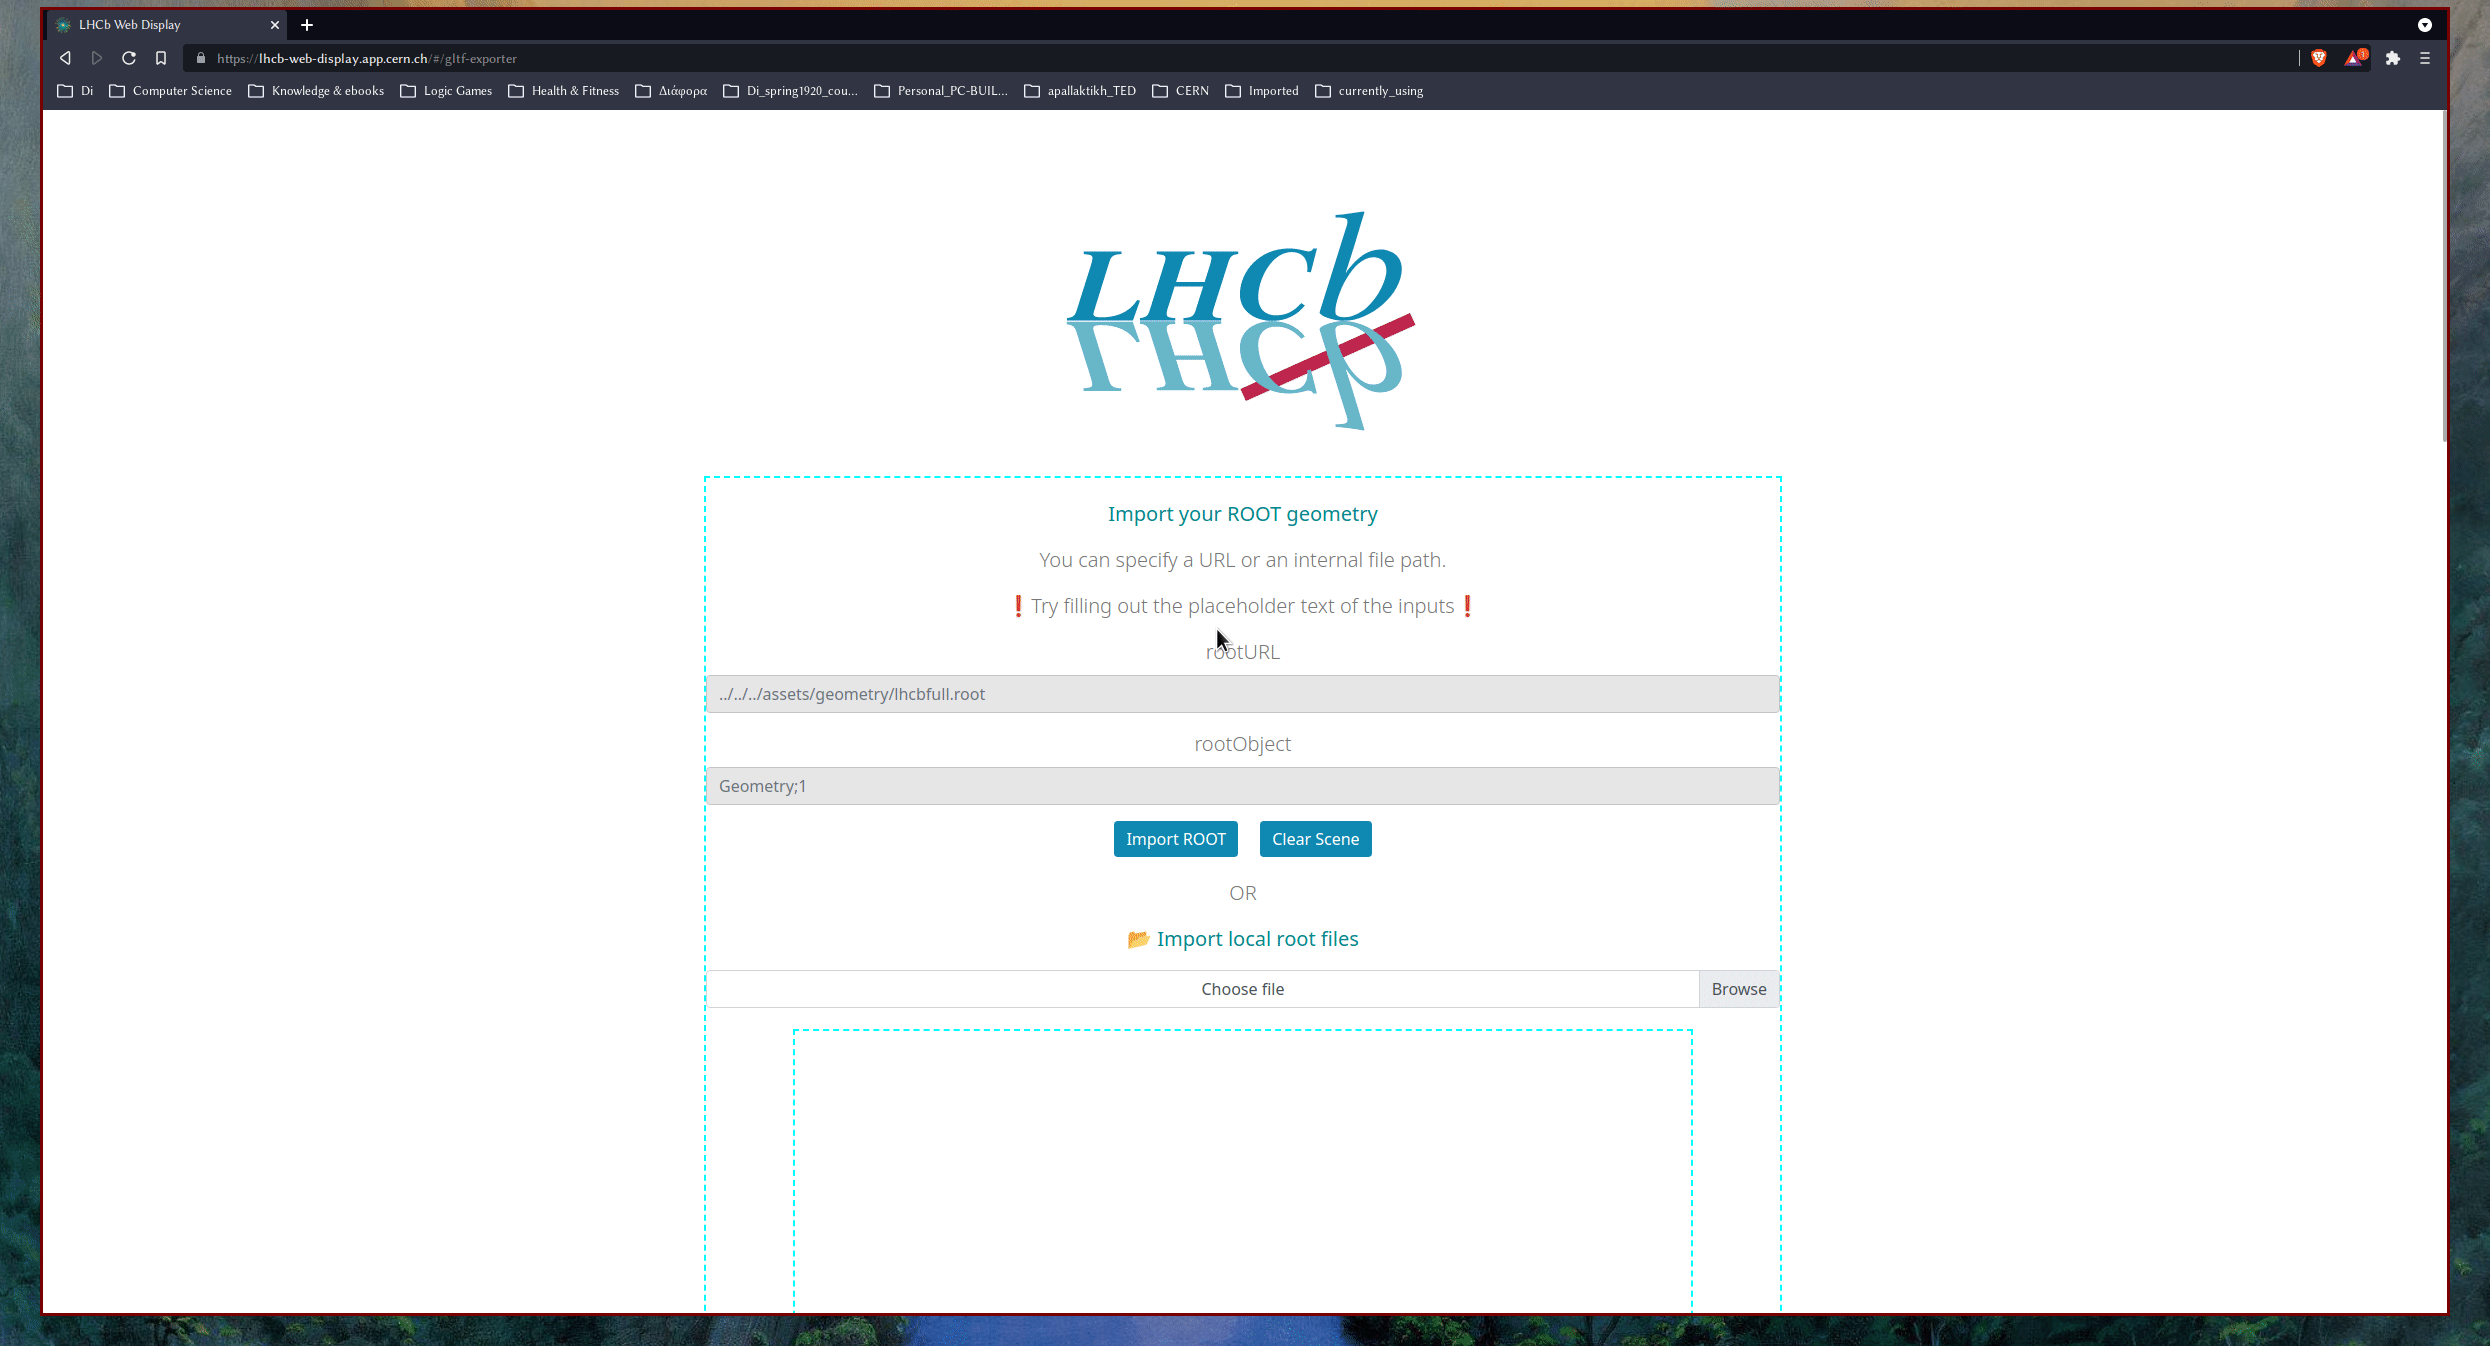 LHCb Web Display
https://lhcb-web-display.app.cern.ch/#/gltf-exporter
3
Di
Computer Science
Knowledge & ebooks
Logic Games
Health & Fitness
Διάφορα
Di_spring1920_cou...
Personal_PC-BUIL...
apallaktikh_TED
CERN
Imported
currently_using
LHCb
LHCb
Import your ROOT geometry
You can specify a URL or an internal file path.
❗Try filling out the placeholder text of the inputs❗
rootURL
../../../assets/geometry/lhcbfull.root
rootObject
Geometry;1
Import ROOT
Clear Scene
OR
📂 Import local root files
Choose file
Browse